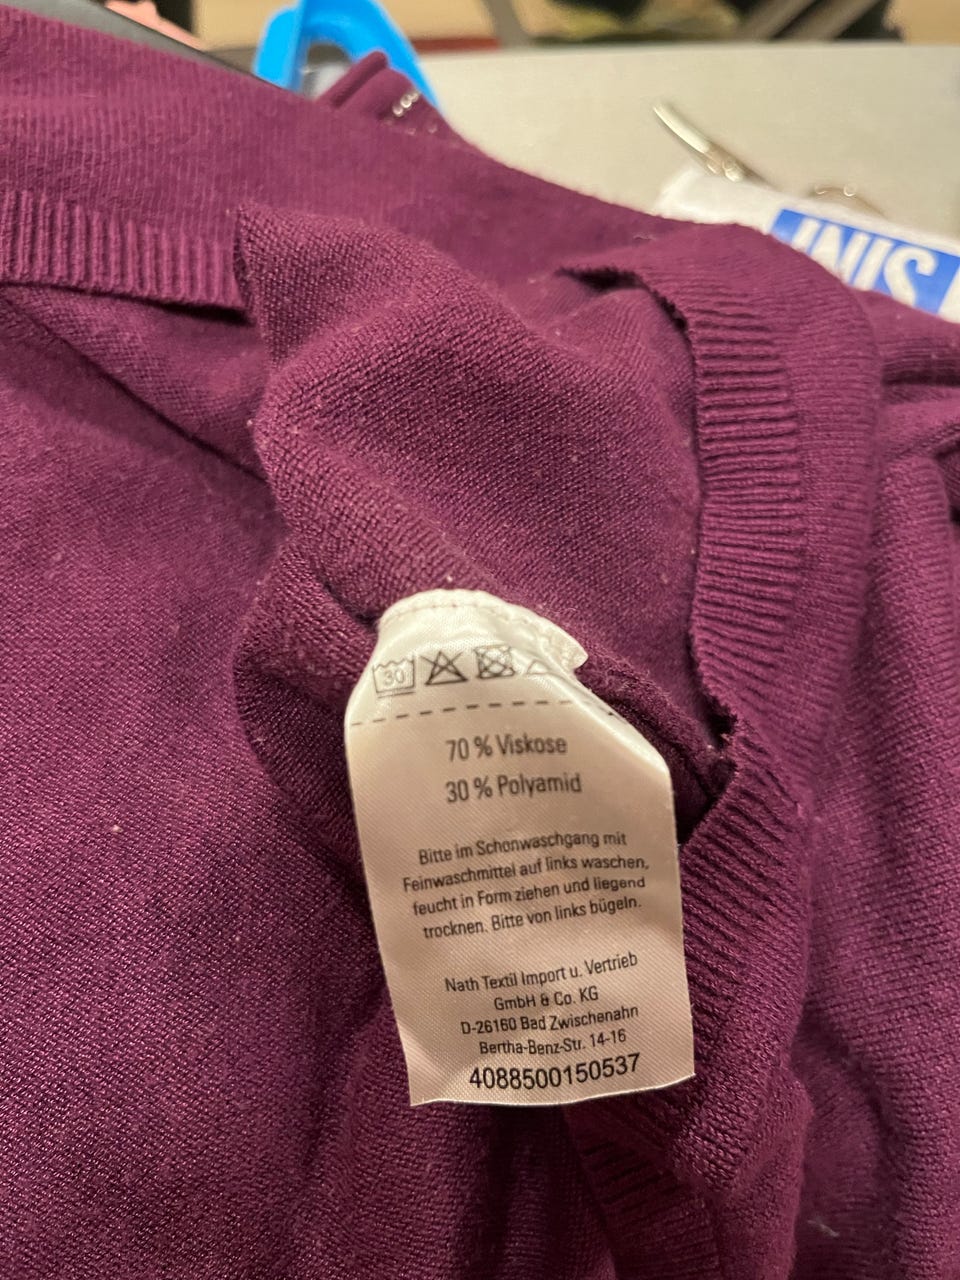 INIS
30
70 % Viskose
30 % Polyamid
Bitte im Schonwaschgang mit
Feinwaschmittel auf links waschen,
feucht in Form ziehen und liegend
trocknen. Bitte von links bügeln.
Nath Textil Import u. Vertrieb
GmbH & Co. KG
D-26160 Bad Zwischenahn
Bertha-Benz-Str. 14-16
4088500150537